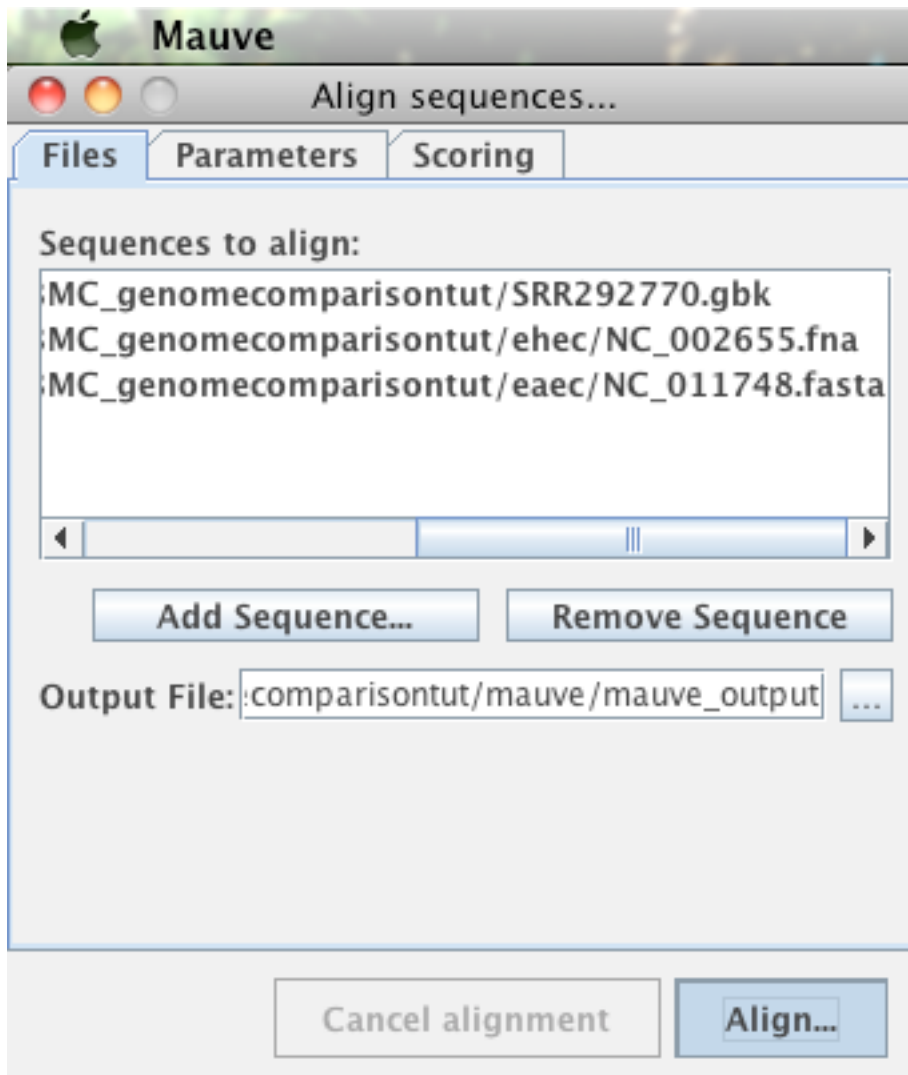 Mauve
Align sequences...
Files Parameters Scoring
Sequences to align:
MC_genomecomparisontut/SRR292770.gbk
MC_genomecomparisontut/ehec/NC_002655.fna
MC_genomecomparisontut/eaec/NC_011748.fasta
Add Sequence... Remove Sequence
Output File: comparisontut/mauve/mauve_output ...
Cancel alignment Align...